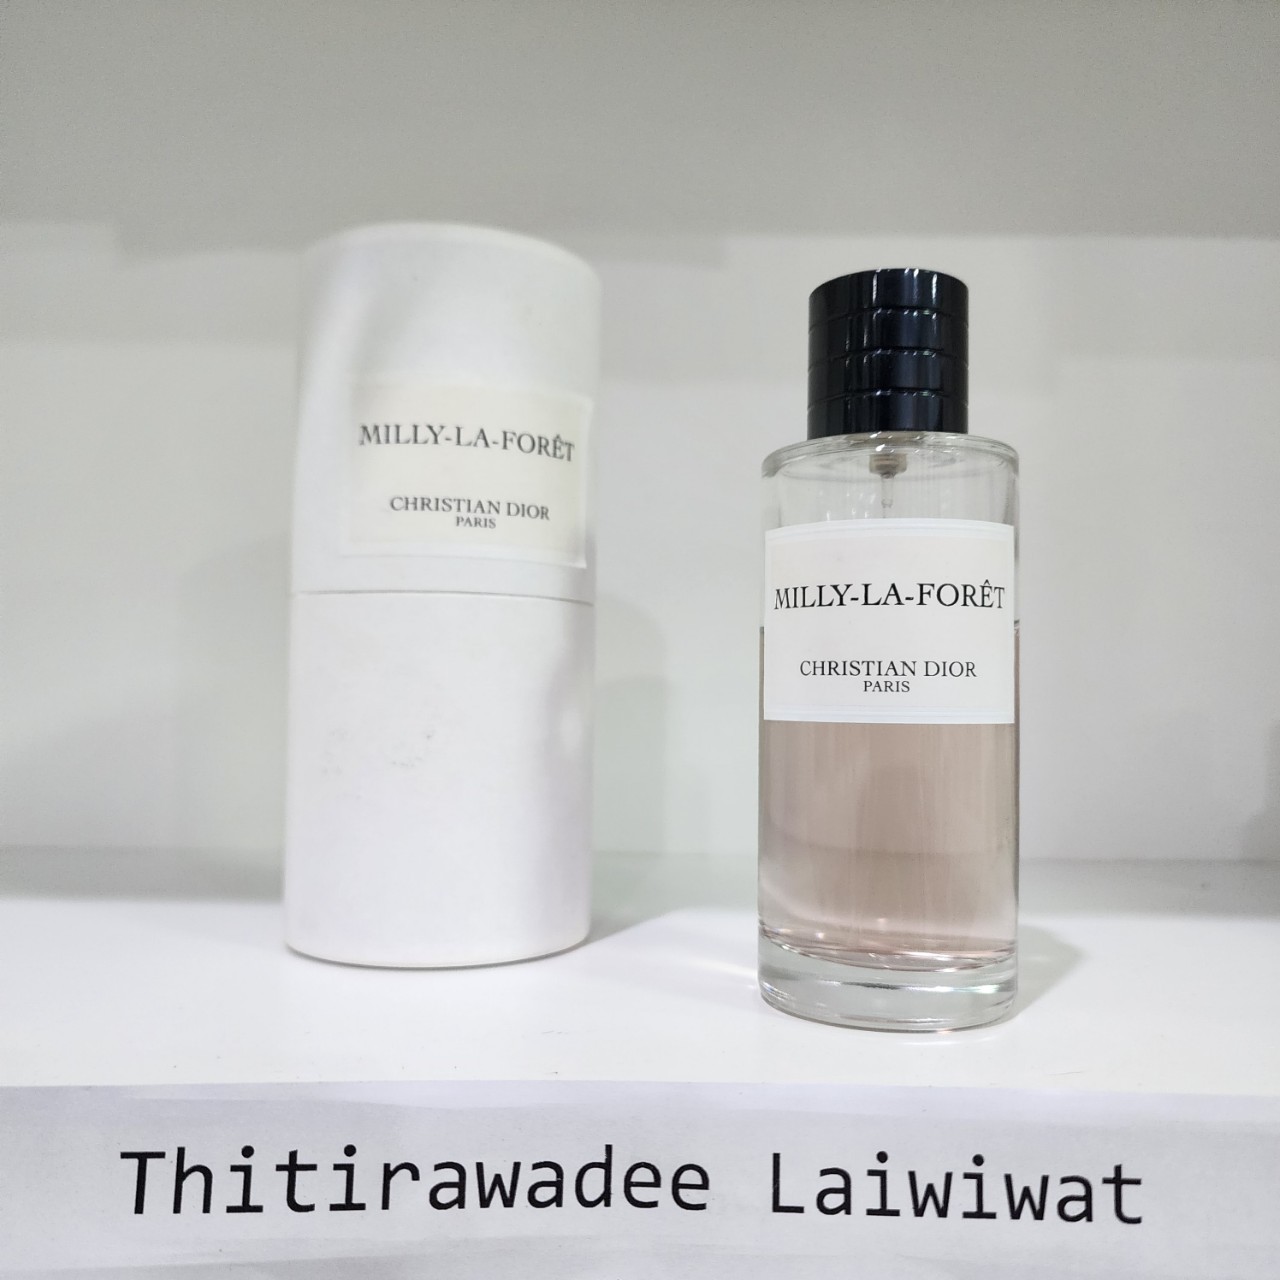 MILLY-LA-FORÊT
CHRISTIAN DIOR
PARIS
MILLY-LA-FORÊT
CHRISTIAN DIOR
PARIS
Thitirawadee Laiwiwat